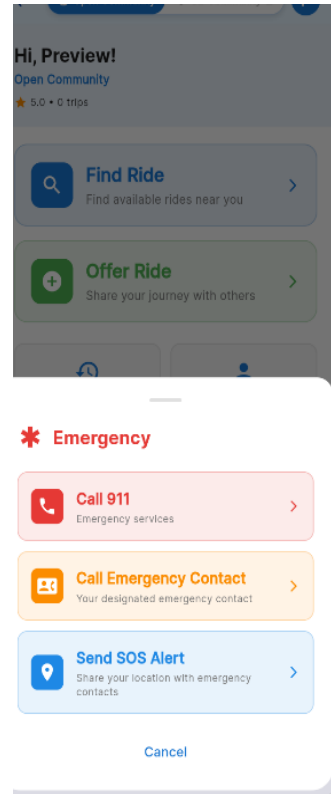 Hi, Preview!
Open Community
★ 5.0 • 0 trips
Find Ride
Find available rides near you
Offer Ride
Share your journey with others
Emergency
Call 911
Emergency services
Call Emergency Contact
Your designated emergency contact
Send SOS Alert
Share your location with emergency
contacts
Cancel